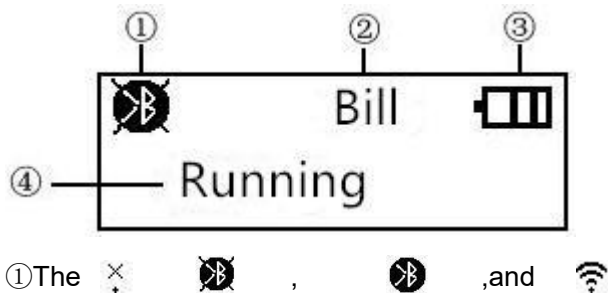 ① ② ③
Bill
④ Running
①The , ,and